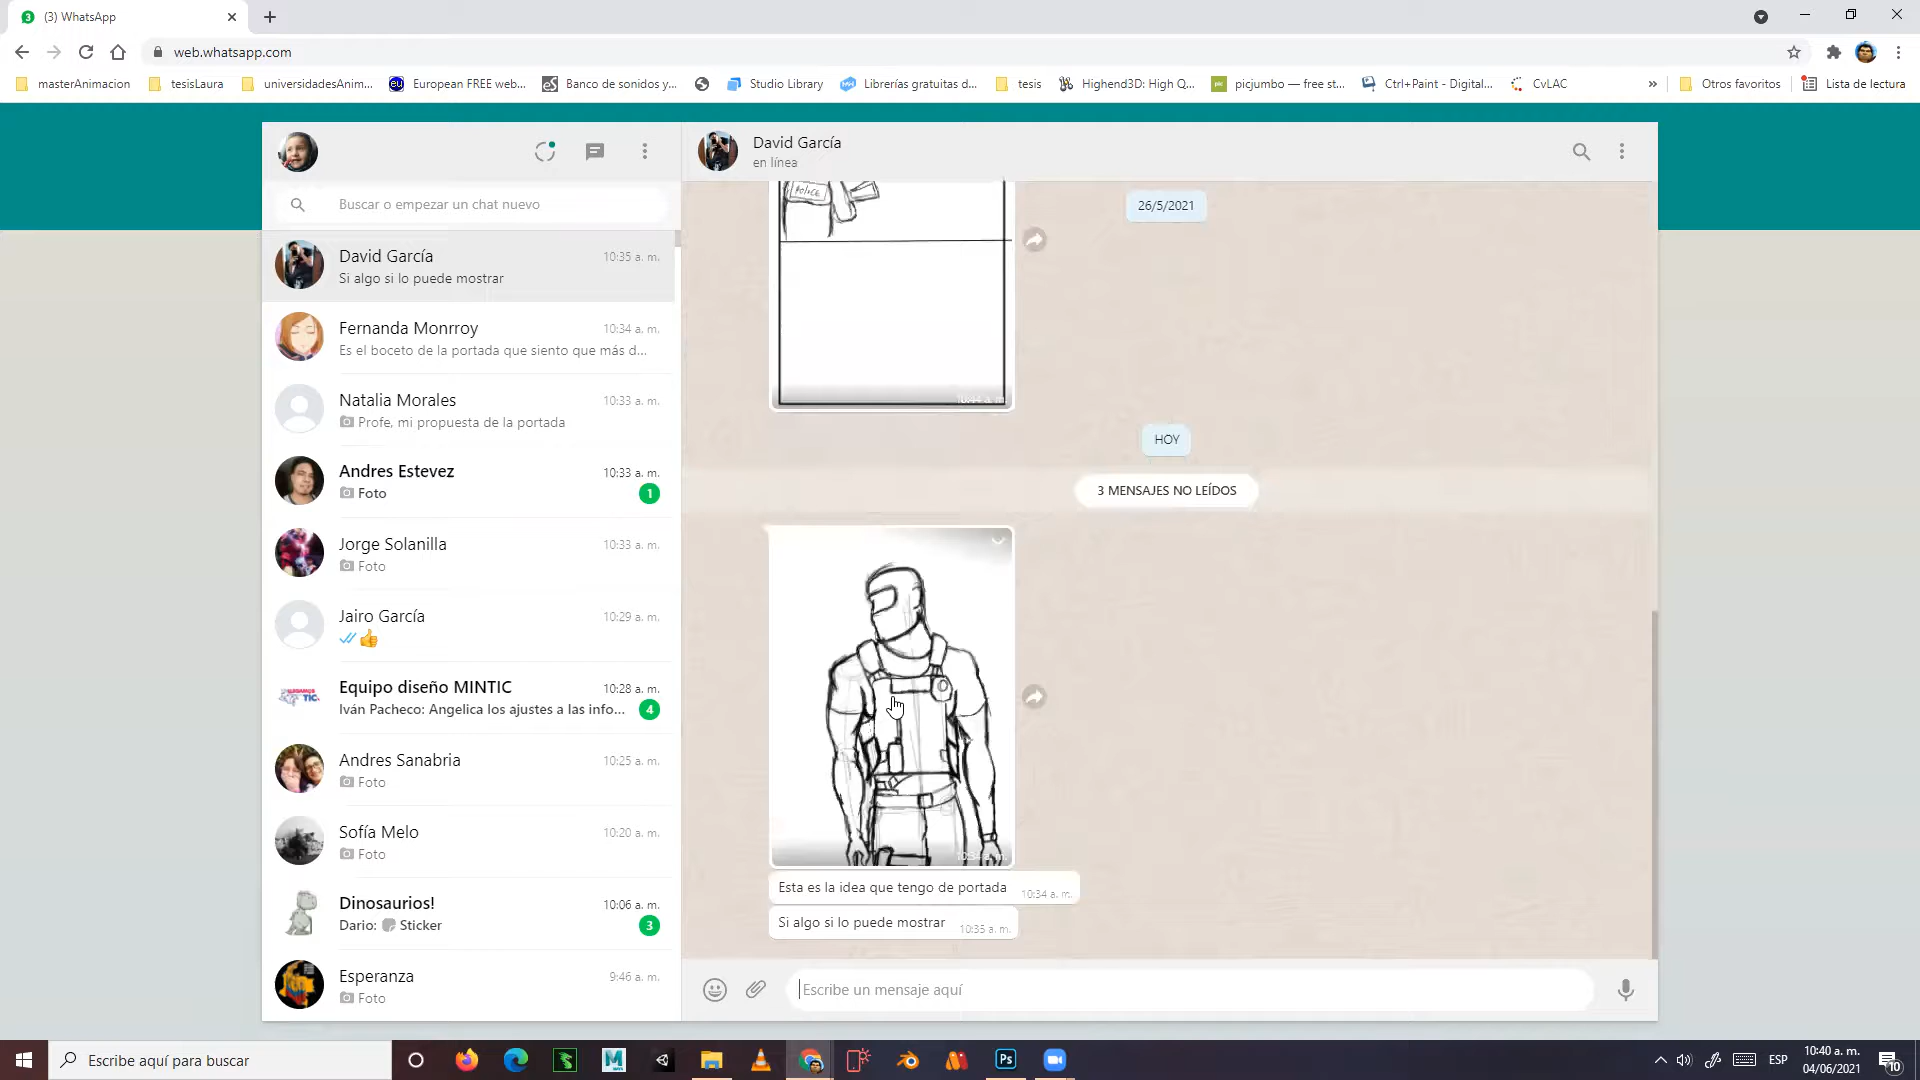 (3) WhatsApp
web.whatsapp.com
masterAnimacion
tesisLaura
universidadesAnim...
European FREE web...
Banco de sonidos y...
Studio Library
Librerías gratuitas d...
tesis
Highend3D: High Q...
picjumbo — free st...
Ctrl+Paint - Digital...
CvLAC
»
Otros favoritos
Lista de lectura
David García
en línea
Buscar o empezar un chat nuevo
David García
10:35 a. m.
Si algo si lo puede mostrar
Fernanda Monrroy
10:34 a. m.
Es el boceto de la portada que siento que más d...
Natalia Morales
10:33 a. m.
Profe, mi propuesta de la portada
Andres Estevez
10:33 a. m.
Foto
1
Jorge Solanilla
10:33 a. m.
Foto
Jairo García
10:29 a. m.
👍
Equipo diseño MINTIC
10:28 a. m.
Iván Pacheco: Angelica los ajustes a las info...
4
Andres Sanabria
10:25 a. m.
Foto
Sofía Melo
10:20 a. m.
Foto
Dinosaurios!
10:06 a. m.
Dario: Sticker
3
Esperanza
9:46 a. m.
Foto
POLICE
26/5/2021
10:44 a. m.
HOY
3 MENSAJES NO LEÍDOS
10:34 a. m.
Esta es la idea que tengo de portada
10:34 a. m.
Si algo si lo puede mostrar
10:35 a. m.
Escribe un mensaje aquí
Escribe aquí para buscar
Ps
ESP
10:40 a. m.
04/06/2021
10